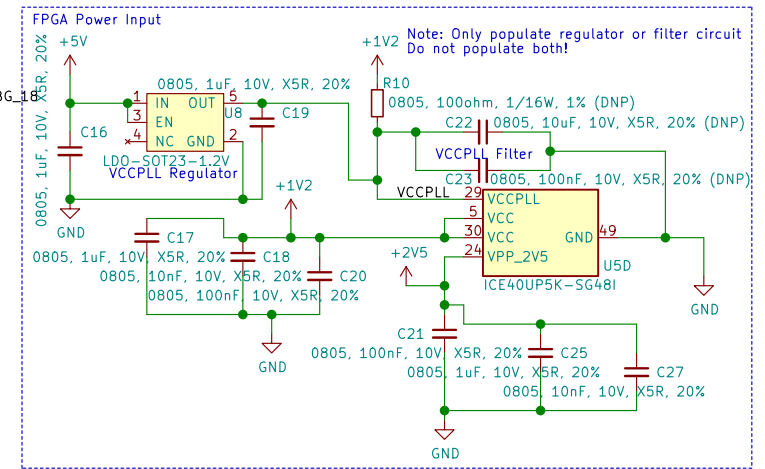 FPGA Power Input
Note: Only populate regulator or filter circuit
Do not populate both!
+5V
+1V2
0805, 1uF, 10V, X5R, 20%
R10
0805, 100ohm, 1/16W, 1% (DNP)
1 IN OUT 5
3 EN
4 NC GND 2
U8
C19
C16
0805, 1uF, 10V, X5R, 20%
LDO-SOT23-1.2V
VCCPLL Regulator
C22 0805, 10uF, 10V, X5R, 20% (DNP)
VCCPLL Filter
C23 0805, 100nF, 10V, X5R, 20% (DNP)
GND
+1V2
VCCPLL
29 VCCPLL
5 VCC
30 VCC
24 VPP_2V5
GND 49
U5D
ICE40UP5K-SG48I
C17
0805, 1uF, 10V, X5R, 20%
C18
0805, 10nF, 10V, X5R, 20%
C20
0805, 100nF, 10V, X5R, 20%
+2V5
GND
GND
C21
0805, 100nF, 10V, X5R, 20%
C25
0805, 1uF, 10V, X5R, 20%
C27
0805, 10nF, 10V, X5R, 20%
GND